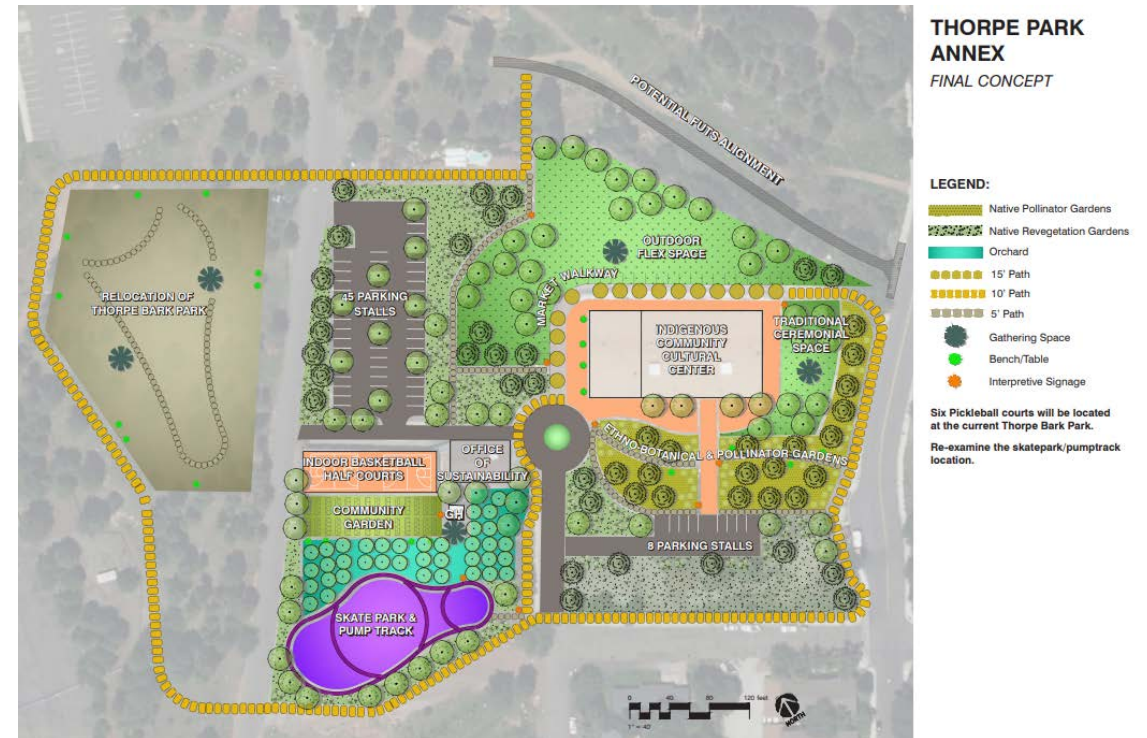 THORPE PARK
ANNEX
FINAL CONCEPT
LEGEND:
Native Pollinator Gardens
Native Revegetation Gardens
Orchard
15' Path
10' Path
5' Path
Gathering Space
Bench/Table
Interpretive Signage
Six Pickleball courts will be located
at the current Thorpe Bark Park.
Re-examine the skatepark/pumptrack
location.
POTENTIAL FUTS ALIGNMENT
OUTDOOR
FLEX SPACE
MARKET WALKWAY
RELOCATION OF
THORPE BARK PARK
45 PARKING
STALLS
INDIGENOUS
COMMUNITY
CULTURAL
CENTER
TRADITIONAL
CEREMONIAL
SPACE
ETHNO-BOTANICAL & POLLINATOR GARDENS
OFFICE
OF
SUSTAINABILITY
INDOOR BASKETBALL
HALF COURTS
COMMUNITY
GARDEN
GH
8 PARKING STALLS
SKATE PARK &
PUMP TRACK
0 40 80 120 feet
1" = 40'
NORTH